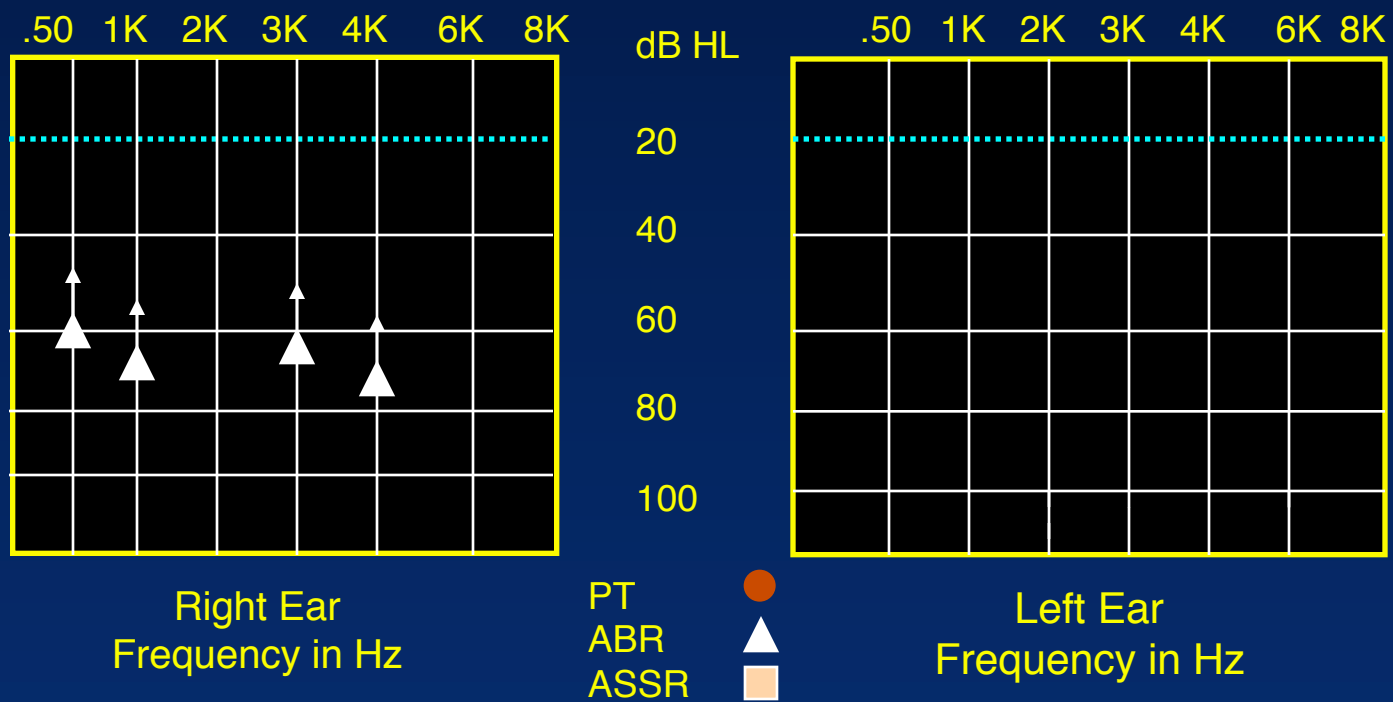 .50 1K 2K 3K 4K 6K 8K
dB HL
.50 1K 2K 3K 4K 6K 8K
20
40
60
80
100
Right Ear
Frequency in Hz
PT
ABR
ASSR
Left Ear
Frequency in Hz